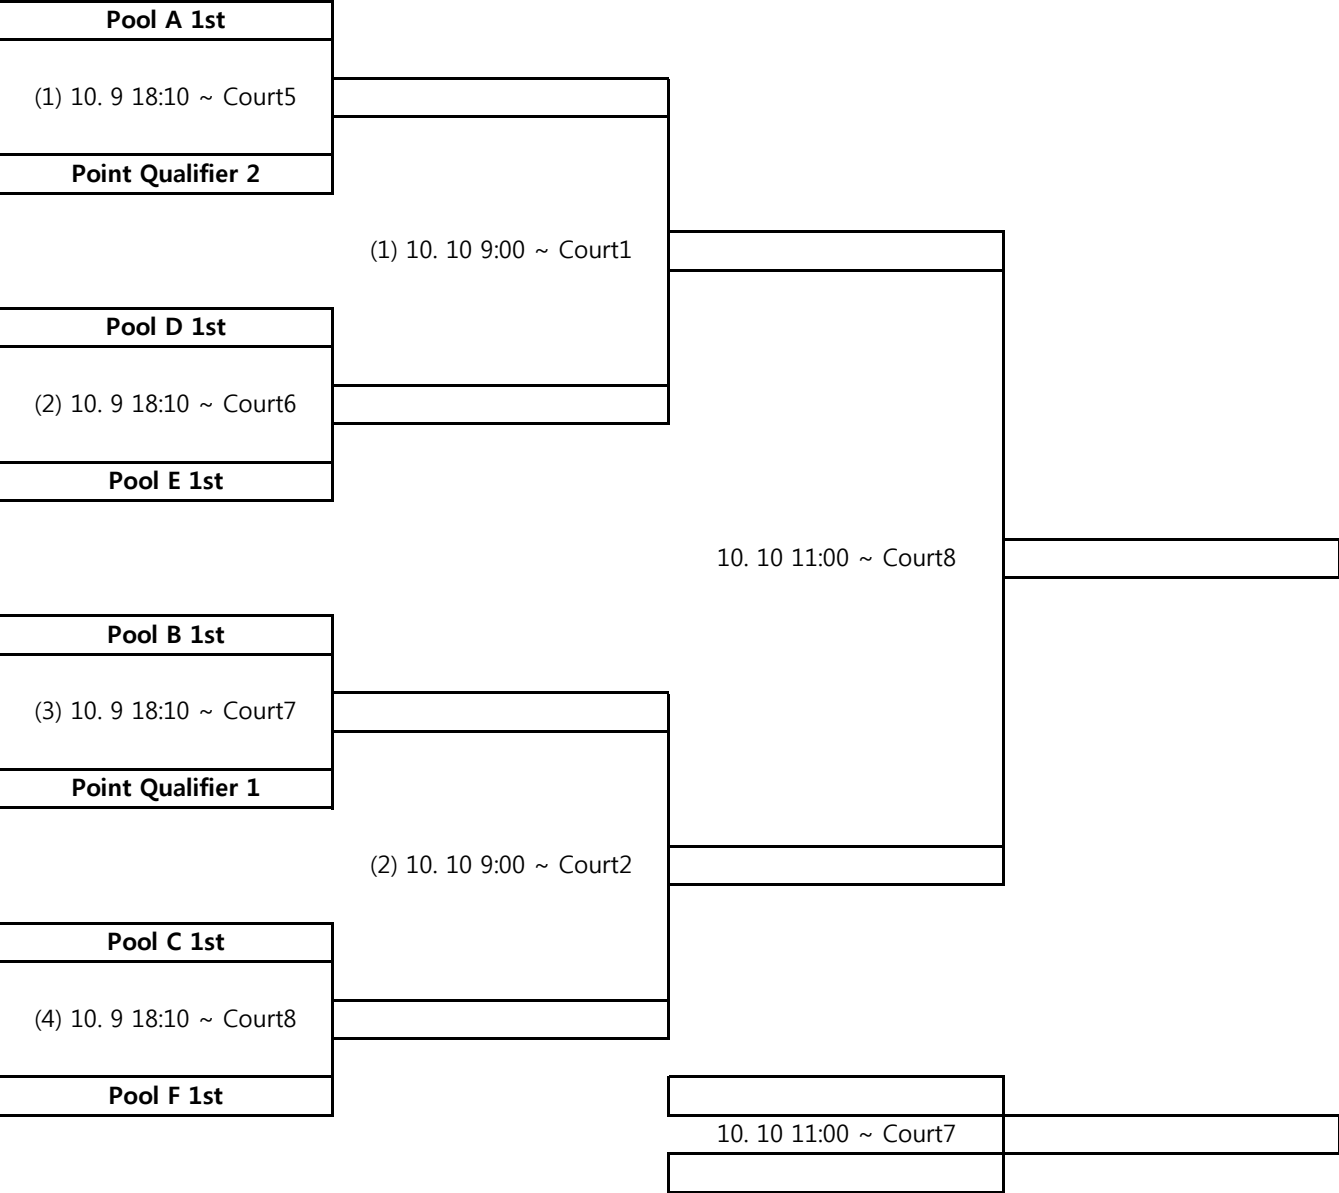 Pool A 1st
(1) 10. 9 18:10 ~ Court5
Point Qualifier 2
(1) 10. 10 9:00 ~ Court1
Pool D 1st
(2) 10. 9 18:10 ~ Court6
Pool E 1st
10. 10 11:00 ~ Court8
Pool B 1st
(3) 10. 9 18:10 ~ Court7
Point Qualifier 1
(2) 10. 10 9:00 ~ Court2
Pool C 1st
(4) 10. 9 18:10 ~ Court8
Pool F 1st
10. 10 11:00 ~ Court7